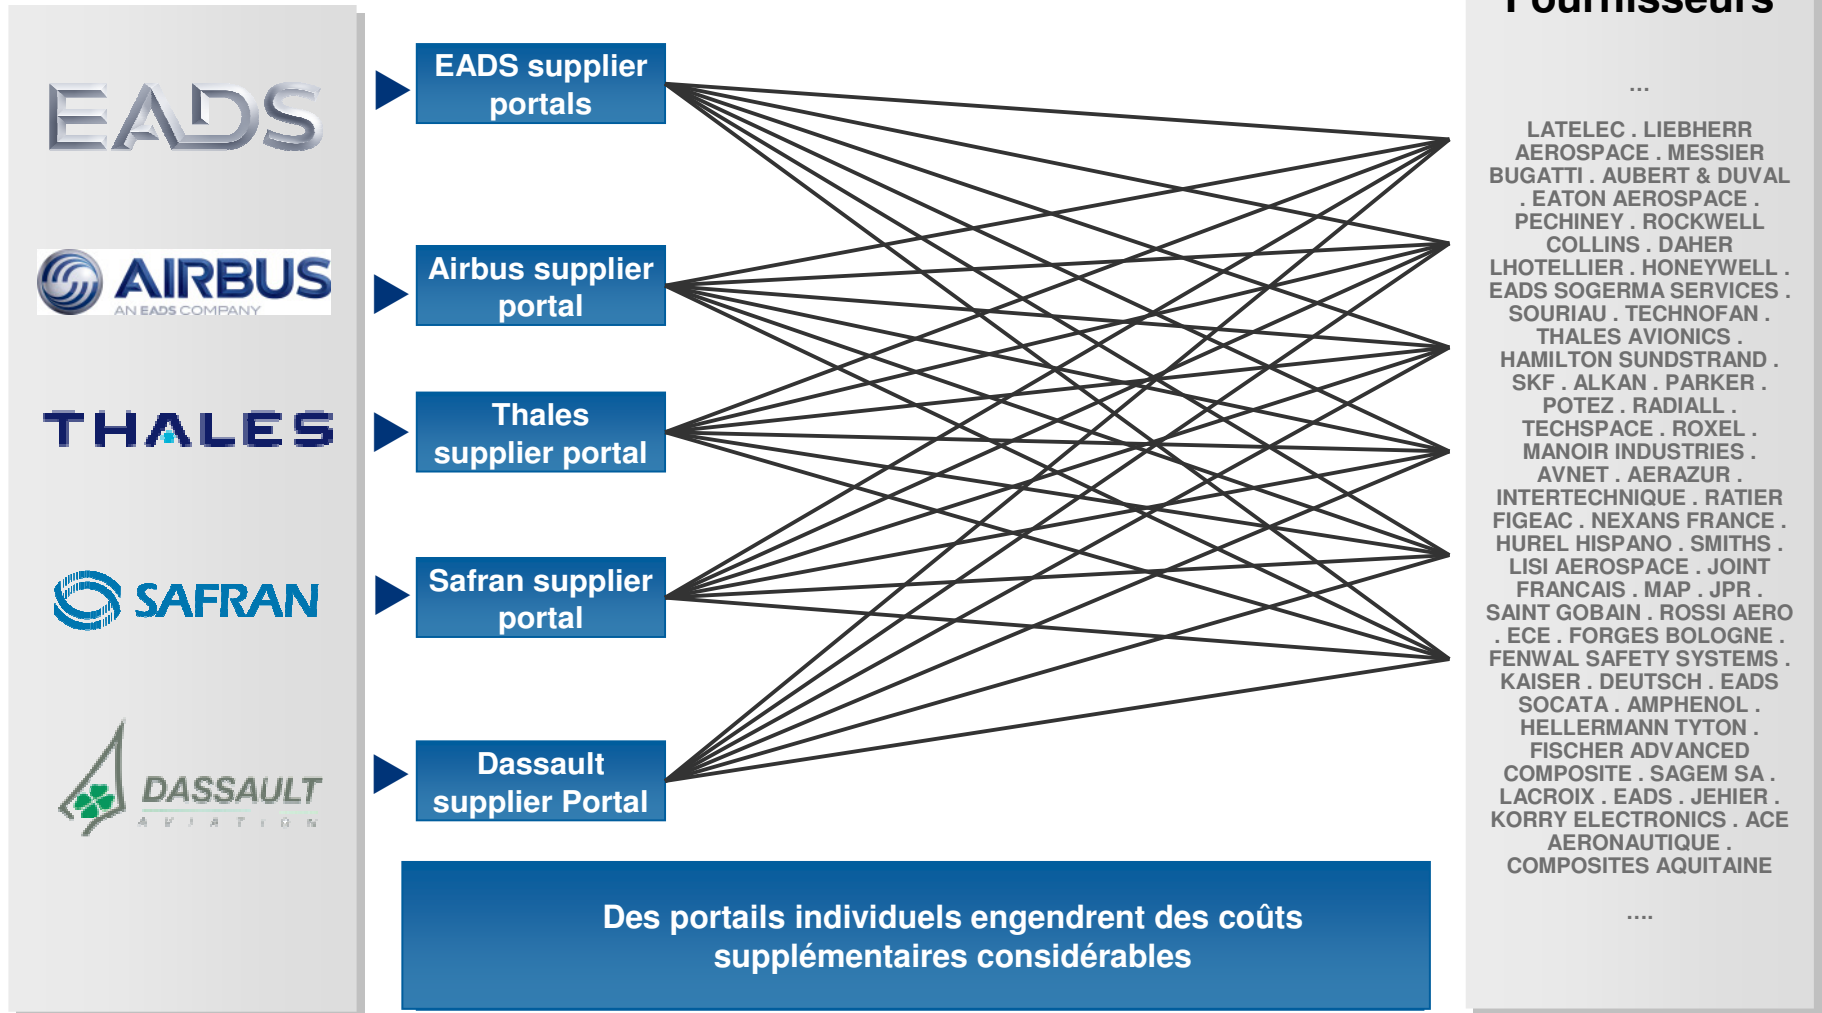 EADS
AIRBUS
AN EADS COMPANY
THALES
SAFRAN
DASSAULT
AVIATION
EADS supplier
portals
Airbus supplier
portal
Thales
supplier portal
Safran supplier
portal
Dassault
supplier Portal
Des portails individuels engendrent des coûts
supplémentaires considérables
Fournisseurs
...
LATELEC . LIEBHERR
AEROSPACE . MESSIER
BUGATTI . AUBERT & DUVAL
. EATON AEROSPACE .
PECHINEY . ROCKWELL
COLLINS . DAHER
LHOTELLIER . HONEYWELL .
EADS SOGERMA SERVICES .
SOURIAU . TECHNOFAN .
THALES AVIONICS .
HAMILTON SUNDSTRAND .
SKF . ALKAN . PARKER .
POTEZ . RADIALL .
TECHSPACE . ROXEL .
MANOIR INDUSTRIES .
AVNET . AERAZUR .
INTERTECHNIQUE . RATIER
FIGEAC . NEXANS FRANCE .
HUREL HISPANO . SMITHS .
LISI AEROSPACE . JOINT
FRANCAIS . MAP . JPR .
SAINT GOBAIN . ROSSI AERO
. ECE . FORGES BOLOGNE .
FENWAL SAFETY SYSTEMS .
KAISER . DEUTSCH . EADS
SOCATA . AMPHENOL .
HELLERMANN TYTON .
FISCHER ADVANCED
COMPOSITE . SAGEM SA .
LACROIX . EADS . JEHIER .
KORRY ELECTRONICS . ACE
AERONAUTIQUE .
COMPOSITES AQUITAINE
....